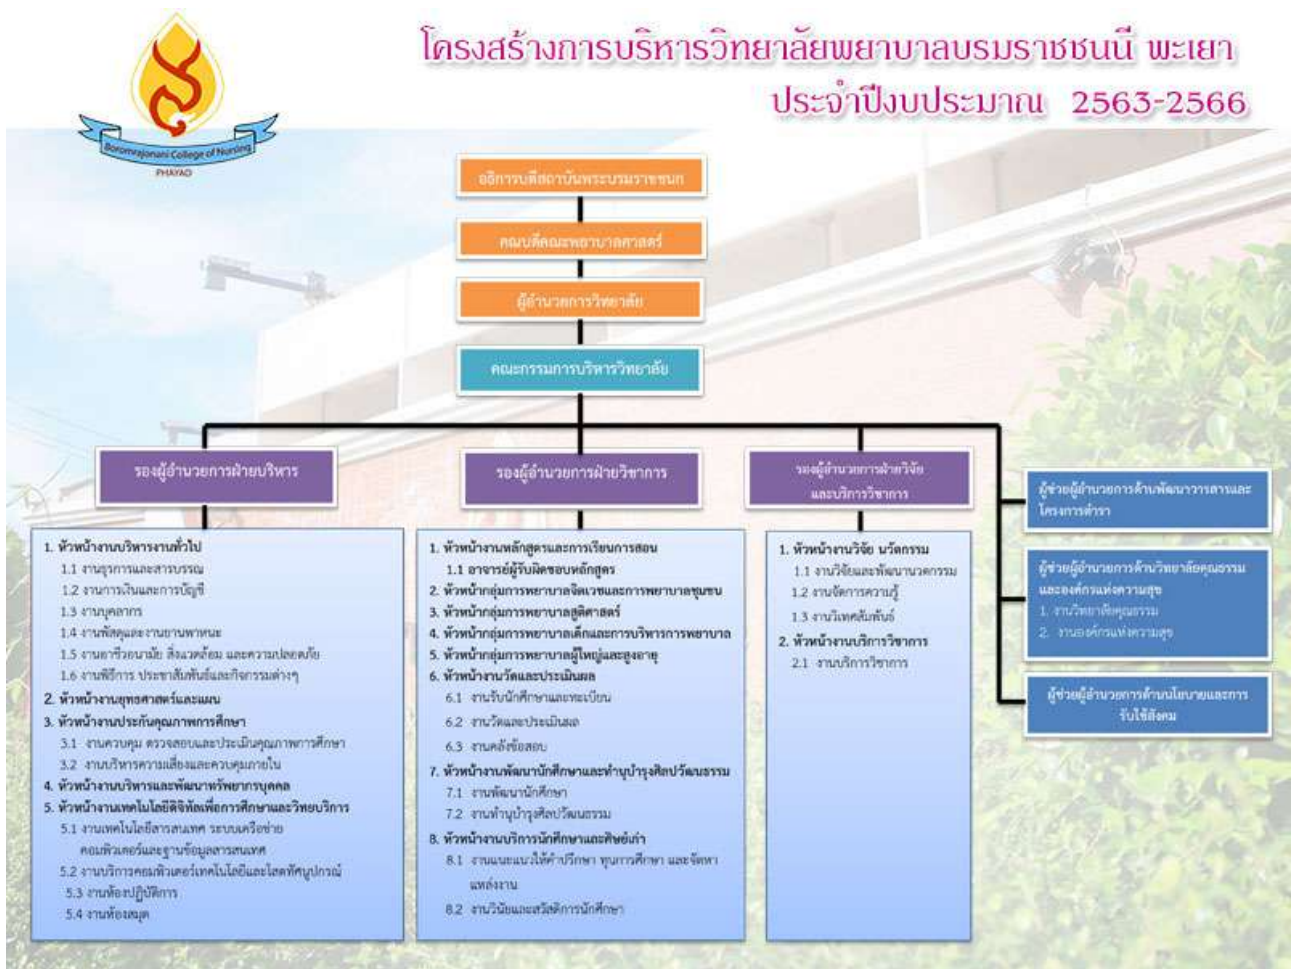 โครงสร้างการบริหารวิทยาลัยพยาบาลบรมราชชนนี พะเยา
ประจำปีงบประมาณ 2563-2566
Boromrajonani College of Nursing
PHAYAO
อธิการบดีสถาบันพระบรมราชชนก
คณบดีคณะพยาบาลศาสตร์
ผู้อำนวยการวิทยาลัย
คณะกรรมการบริหารวิทยาลัย
รองผู้อำนวยการฝ่ายบริหาร
1. หัวหน้างานบริหารงานทั่วไป
1.1 งานธุรการและสารบรรณ
1.2 งานการเงินและการบัญชี
1.3 งานบุคลากร
1.4 งานพัสดุและงานยานพาหนะ
1.5 งานอาชีวอนามัย สิ่งแวดล้อม และความปลอดภัย
1.6 งานพิธีการ ประชาสัมพันธ์และกิจกรรมต่างๆ
2. หัวหน้างานยุทธศาสตร์และแผน
3. หัวหน้างานประกันคุณภาพการศึกษา
3.1 งานควบคุม ตรวจสอบและประเมินคุณภาพการศึกษา
3.2 งานบริหารความเสี่ยงและควบคุมภายใน
4. หัวหน้างานบริหารและพัฒนาทรัพยากรบุคคล
5. หัวหน้างานเทคโนโลยีดิจิทัลเพื่อการศึกษาและวิทยบริการ
5.1 งานเทคโนโลยีสารสนเทศ ระบบเครือข่าย
คอมพิวเตอร์และฐานข้อมูลสารสนเทศ
5.2 งานบริการคอมพิวเตอร์เทคโนโลยีและโสตทัศนูปกรณ์
5.3 งานห้องปฏิบัติการ
5.4 งานห้องสมุด
รองผู้อำนวยการฝ่ายวิชาการ
1. หัวหน้างานหลักสูตรและการเรียนการสอน
1.1 อาจารย์ผู้รับผิดชอบหลักสูตร
2. หัวหน้ากลุ่มการพยาบาลจิตเวชและการพยาบาลชุมชน
3. หัวหน้ากลุ่มการพยาบาลสูติศาสตร์
4. หัวหน้ากลุ่มการพยาบาลเด็กและการบริหารการพยาบาล
5. หัวหน้ากลุ่มการพยาบาลผู้ใหญ่และสูงอายุ
6. หัวหน้างานวัดและประเมินผล
6.1 งานรับนักศึกษาและทะเบียน
6.2 งานวัดและประเมินผล
6.3 งานคลังข้อสอบ
7. หัวหน้างานพัฒนานักศึกษาและทำนุบำรุงศิลปวัฒนธรรม
7.1 งานพัฒนานักศึกษา
7.2 งานทำนุบำรุงศิลปวัฒนธรรม
8. หัวหน้างานบริการนักศึกษาและศิษย์เก่า
8.1 งานแนะแนวให้คำปรึกษา ทุนการศึกษา และจัดหา
แหล่งงาน
8.2 งานวินัยและสวัสดิการนักศึกษา
รองผู้อำนวยการฝ่ายวิจัย
และบริการวิชาการ
1. หัวหน้างานวิจัย นวัตกรรม
1.1 งานวิจัยและพัฒนานวตกรรม
1.2 งานจัดการความรู้
1.3 งานวิเทศสัมพันธ์
2. หัวหน้างานบริการวิชาการ
2.1 งานบริการวิชาการ
ผู้ช่วยผู้อำนวยการด้านพัฒนาวารสารและ
โครงการตำรา
ผู้ช่วยผู้อำนวยการด้านวิทยาลัยคุณธรรม
และองค์กรแห่งความสุข
1. งานวิทยาลัยคุณธรรม
2. งานองค์กรแห่งความสุข
ผู้ช่วยผู้อำนวยการด้านนโยบายและการ
รับใช้สังคม